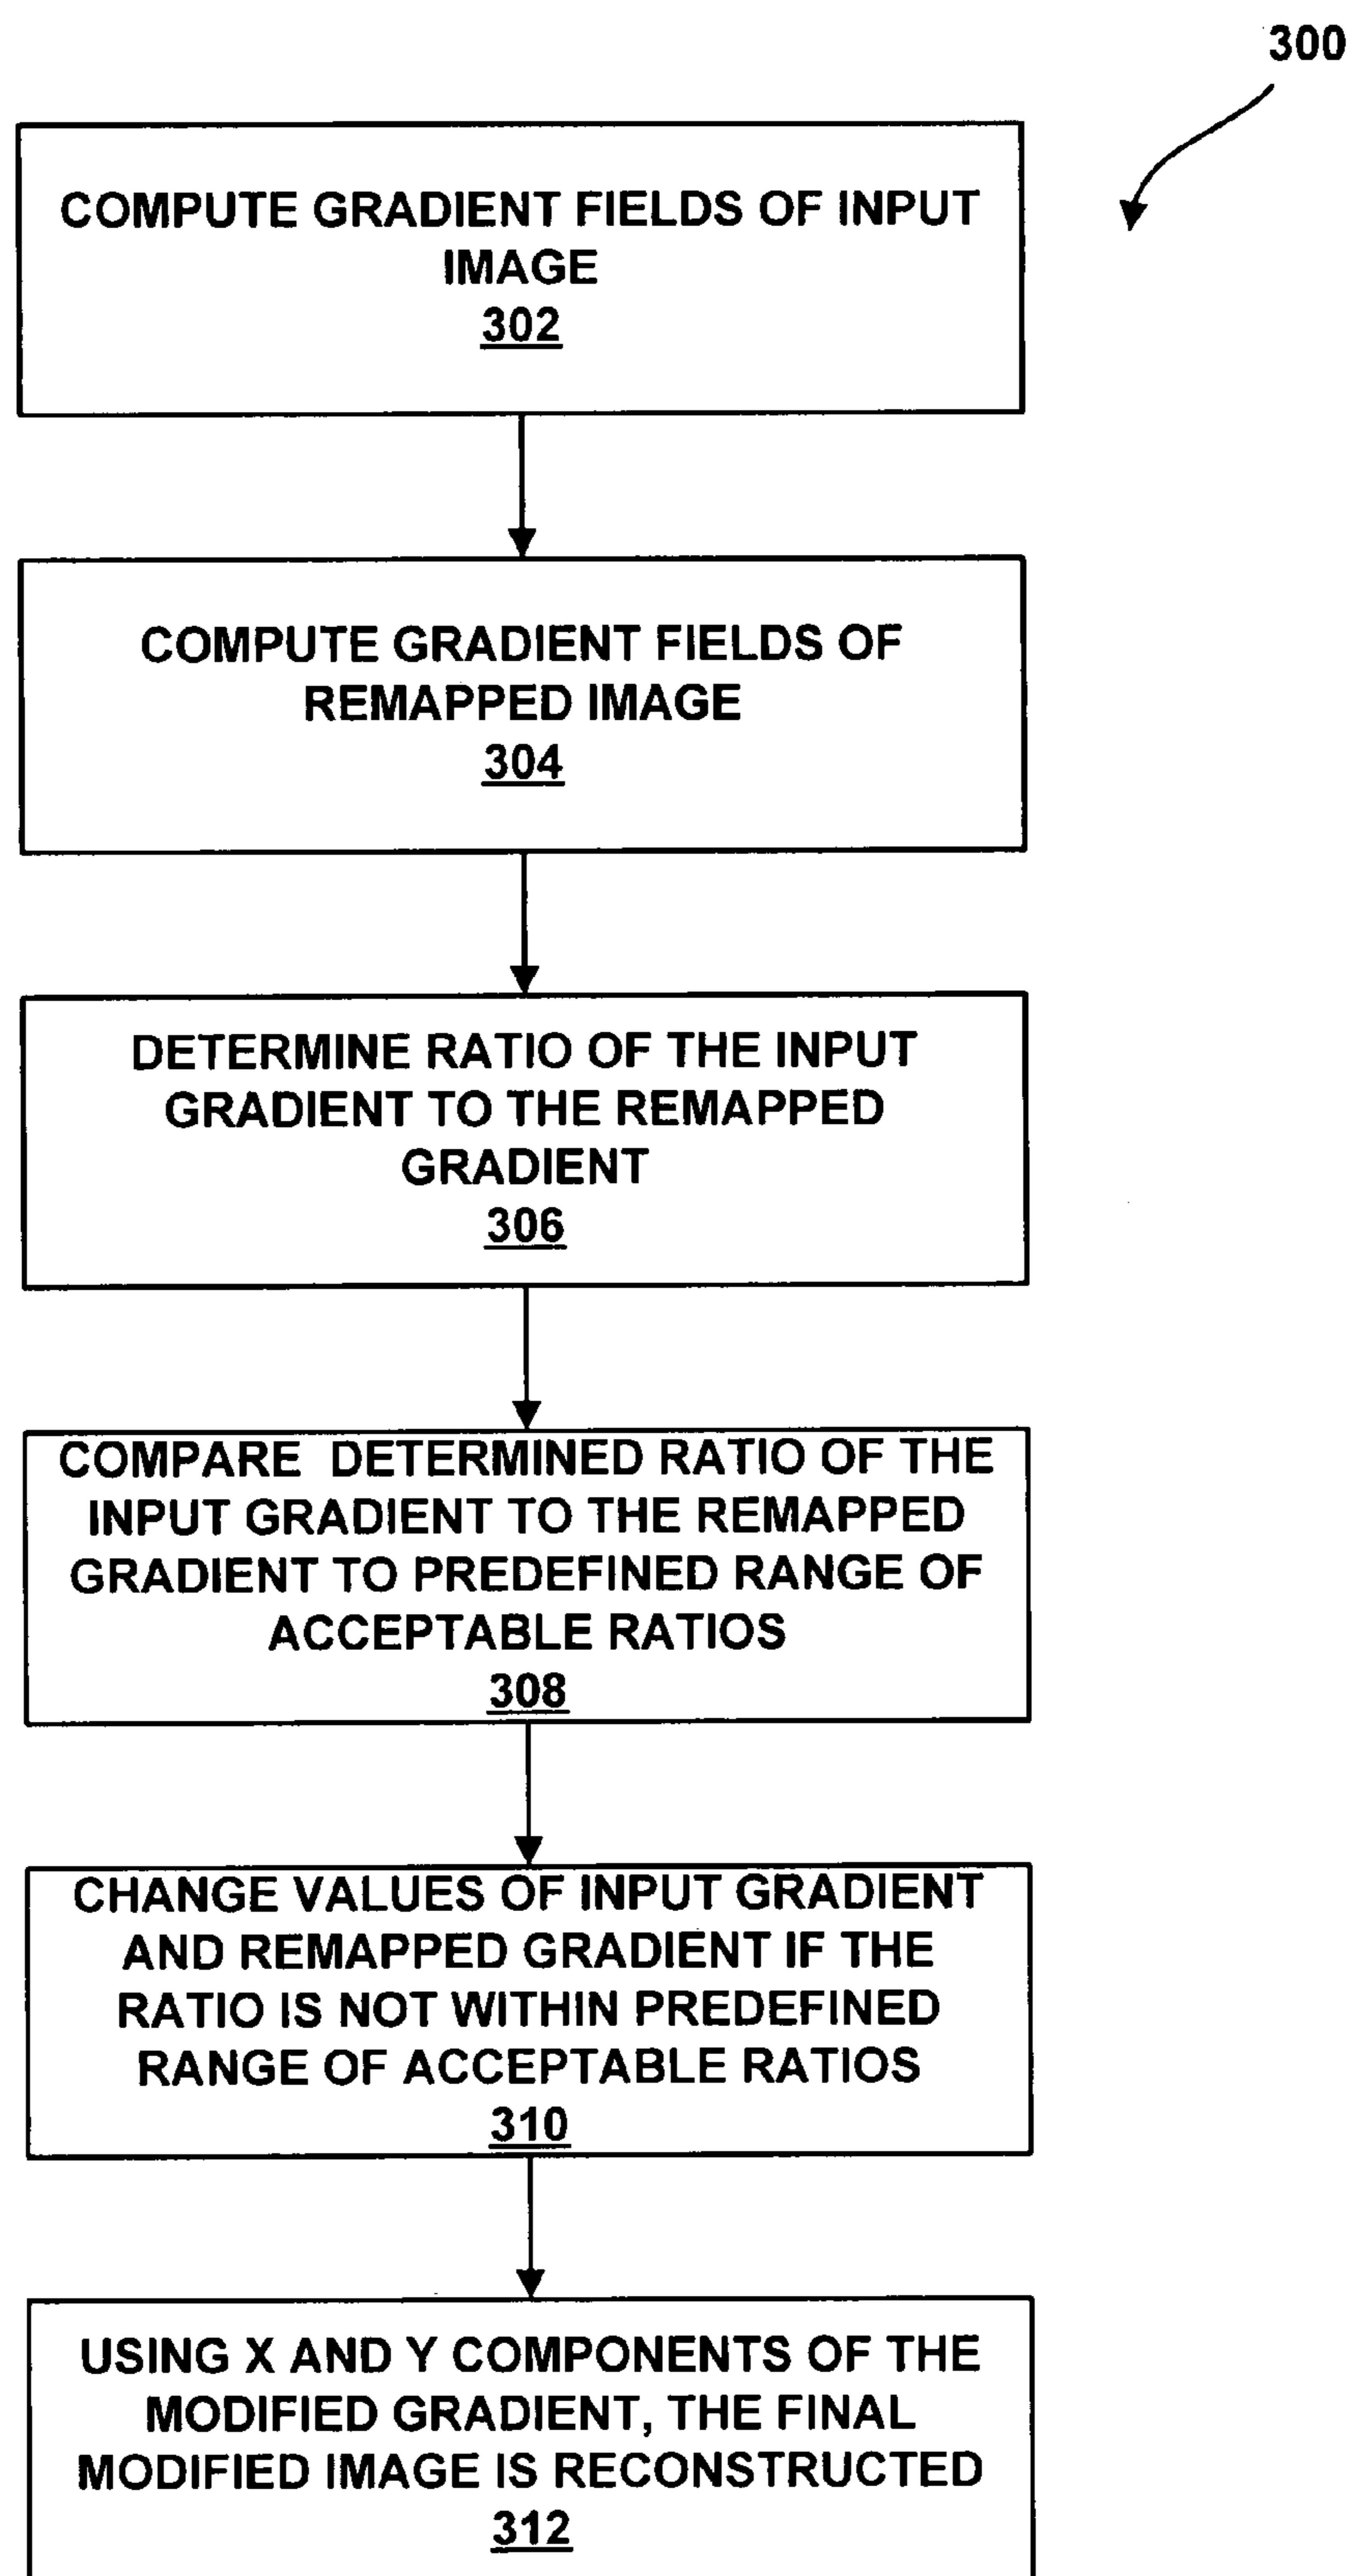 300
COMPUTE GRADIENT FIELDS OF INPUT
IMAGE
302
COMPUTE GRADIENT FIELDS OF
REMAPPED IMAGE
304
DETERMINE RATIO OF THE INPUT
GRADIENT TO THE REMAPPED
GRADIENT
306
COMPARE DETERMINED RATIO OF THE
INPUT GRADIENT TO THE REMAPPED
GRADIENT TO PREDEFINED RANGE OF
ACCEPTABLE RATIOS
308
CHANGE VALUES OF INPUT GRADIENT
AND REMAPPED GRADIENT IF THE
RATIO IS NOT WITHIN PREDEFINED
RANGE OF ACCEPTABLE RATIOS
310
USING X AND Y COMPONENTS OF THE
MODIFIED GRADIENT, THE FINAL
MODIFIED IMAGE IS RECONSTRUCTED
312